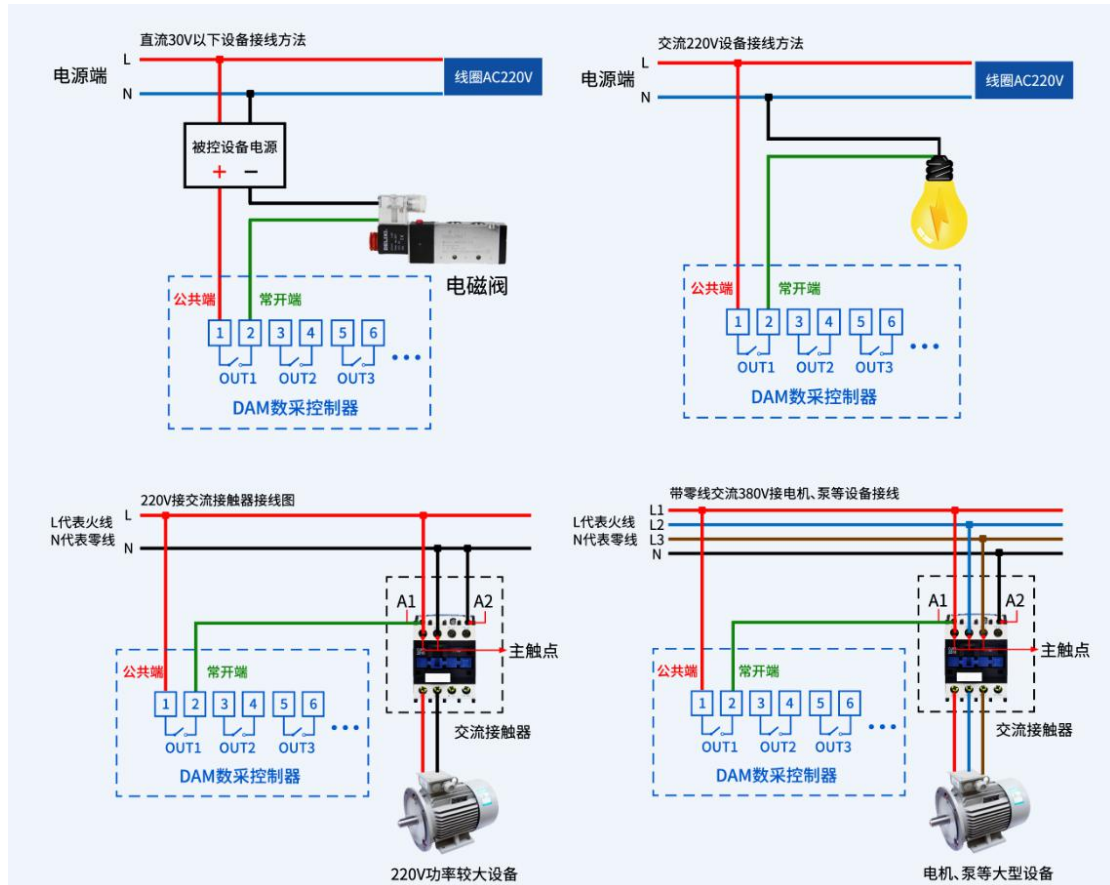 直流30V以下设备接线方法
L
电源端
线圈AC220V
N
被控设备电源
+ −
电磁阀
公共端
常开端
1 2 3 4 5 6
OUT1 OUT2 OUT3
DAM数采控制器
交流220V设备接线方法
L
电源端
线圈AC220V
N
公共端
常开端
1 2 3 4 5 6
OUT1 OUT2 OUT3
DAM数采控制器
220V接交流接触器接线图
L代表火线
N代表零线
L
N
A1
A2
主触点
公共端
常开端
1 2 3 4 5 6
OUT1 OUT2 OUT3
交流接触器
DAM数采控制器
220V功率较大设备
带零线交流380V接电机、泵等设备接线
L代表火线
N代表零线
L1
L2
L3
N
A1
A2
主触点
公共端
常开端
1 2 3 4 5 6
OUT1 OUT2 OUT3
交流接触器
DAM数采控制器
电机、泵等大型设备